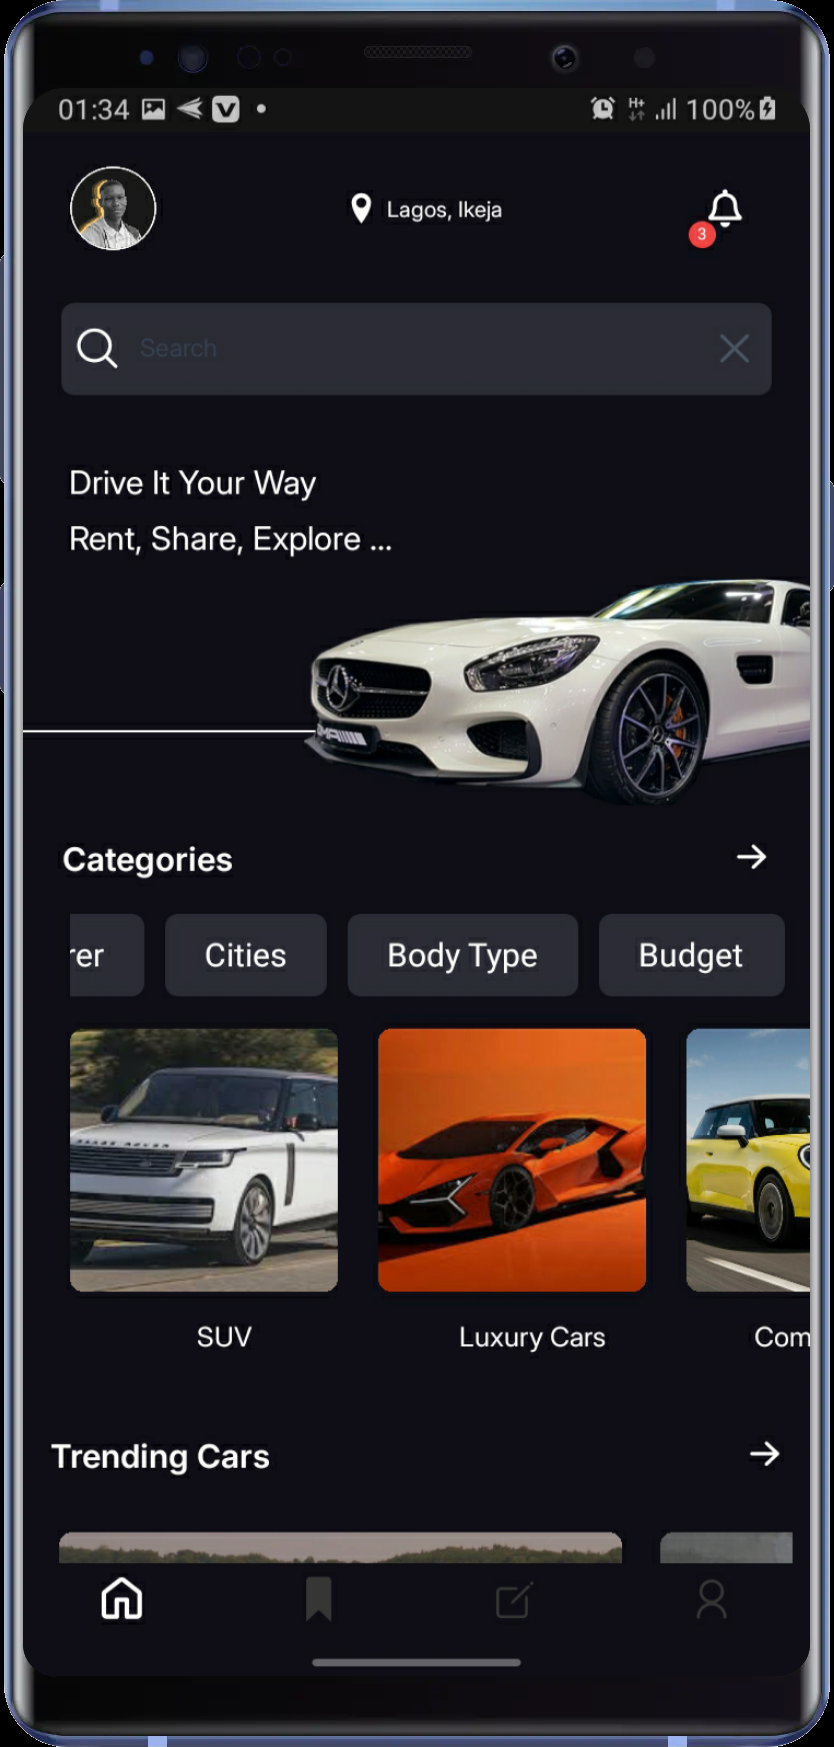 01:34
H+
100%
Lagos, Ikeja
3
Search
Drive It Your Way
Rent, Share, Explore ...
Categories
rer
Cities
Body Type
Budget
SUV
Luxury Cars
Com
Trending Cars